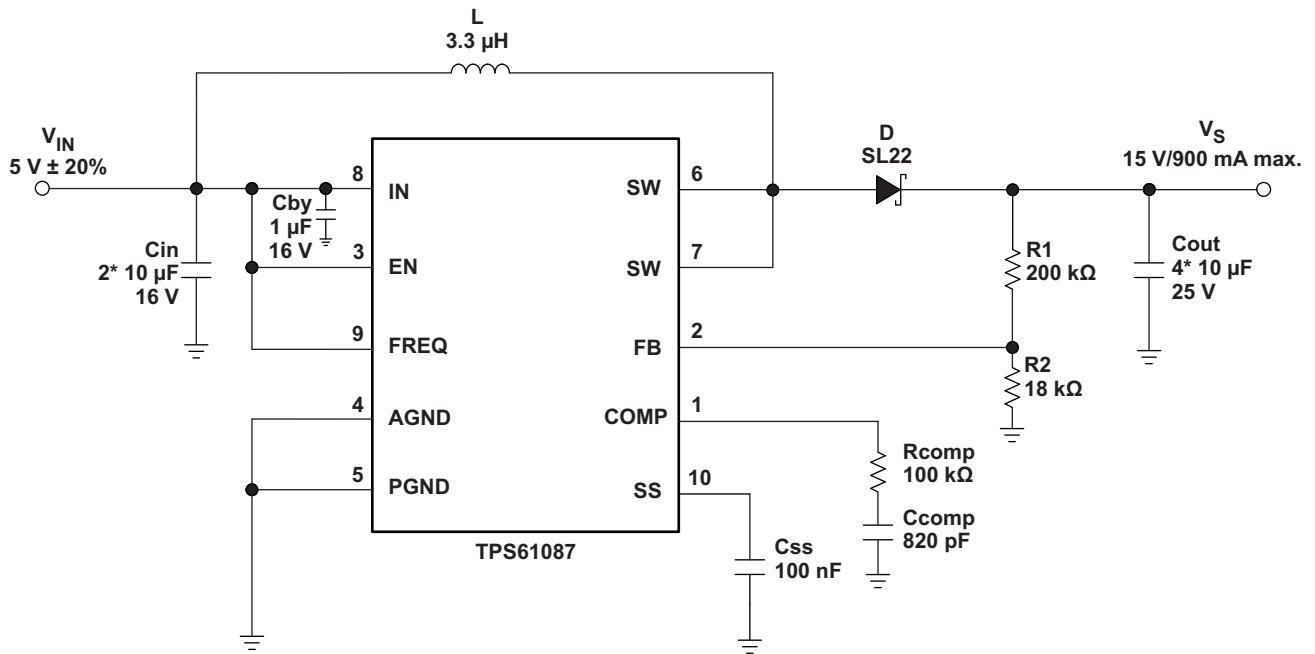 L
3.3 µH
VIN
5 V ± 20%
D
SL22
VS
15 V/900 mA max.
8
IN
SW
6
Cby
1 µF
16 V
Cin
2* 10 µF
16 V
3
EN
SW
7
R1
200 kΩ
Cout
4* 10 µF
25 V
9
FREQ
FB
2
R2
18 kΩ
4
AGND
COMP
1
Rcomp
100 kΩ
5
PGND
SS
10
Ccomp
820 pF
TPS61087
Css
100 nF